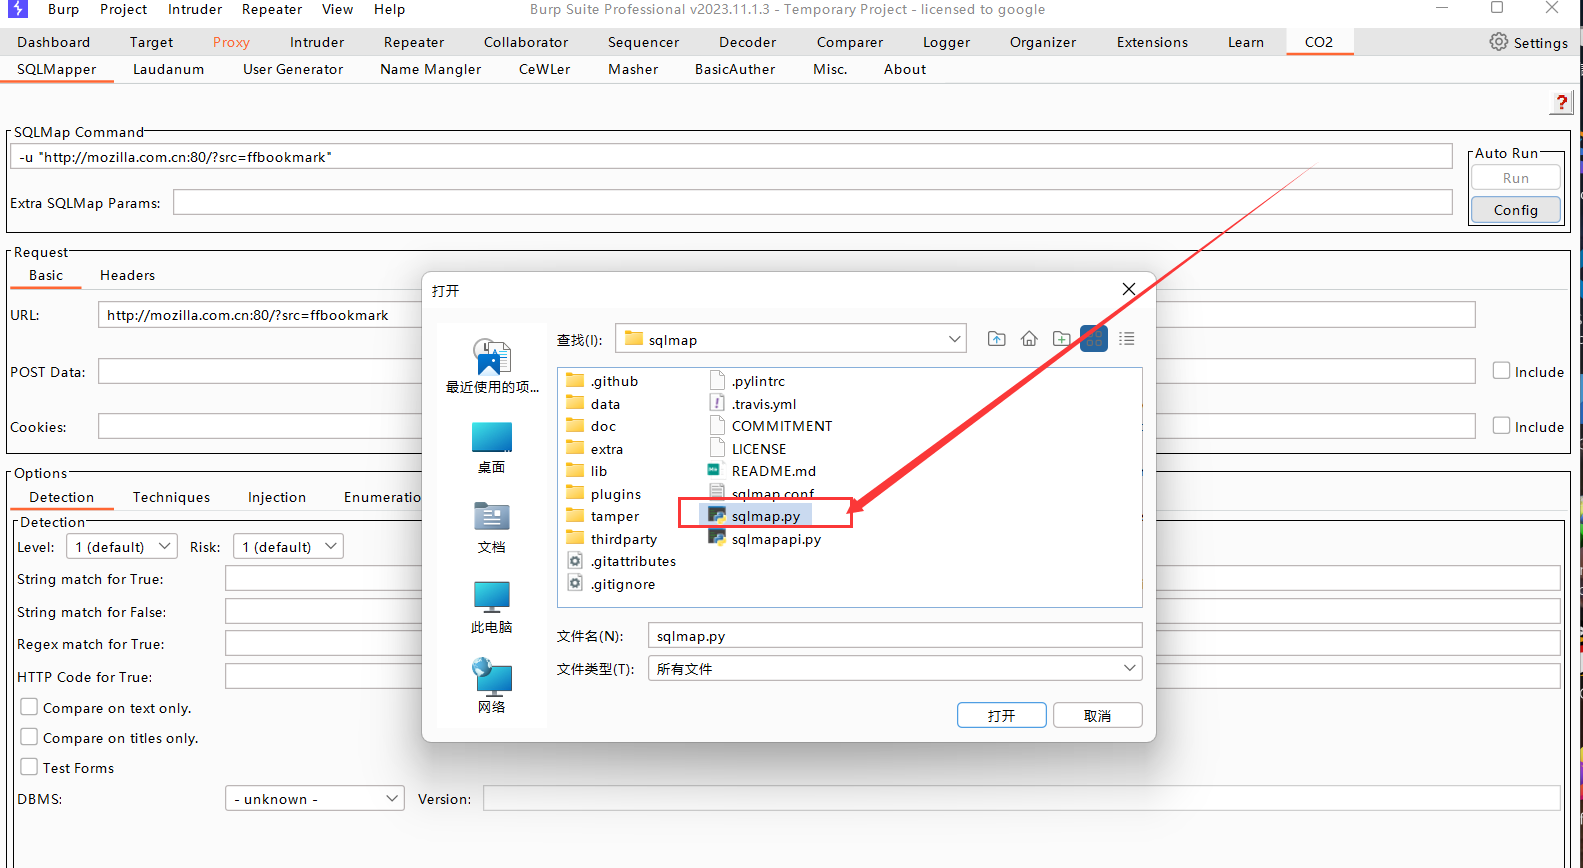 Burp Project Intruder Repeater View Help Burp Suite Professional v2023.11.1.3 - Temporary Project - licensed to google
Dashboard Target Proxy Intruder Repeater Collaborator Sequencer Decoder Comparer Logger Organizer Extensions Learn CO2 Settings
SQLMapper Laudanum User Generator Name Mangler CeWLer Masher BasicAuther Misc. About
?
SQLMap Command
-u "http://mozilla.com.cn:80/?src=ffbookmark"
Auto Run
Run
Extra SQLMap Params:
Config
Request
Basic Headers
URL: http://mozilla.com.cn:80/?src=ffbookmark
POST Data: Include
Cookies: Include
Options
Detection Techniques Injection Enumeratio
Detection
Level: 1 (default) Risk: 1 (default)
String match for True:
String match for False:
Regex match for True:
HTTP Code for True:
Compare on text only.
Compare on titles only.
Test Forms
DBMS: - unknown - Version:
打开
查找(I): sqlmap
最近使用的项...
桌面
文档
此电脑
网络
.github
data
doc
extra
lib
plugins
tamper
thirdparty
.gitattributes
.gitignore
.pylintrc
.travis.yml
COMMITMENT
LICENSE
README.md
sqlmap.conf
sqlmap.py
sqlmapapi.py
文件名(N): sqlmap.py
文件类型(T): 所有文件
打开 取消